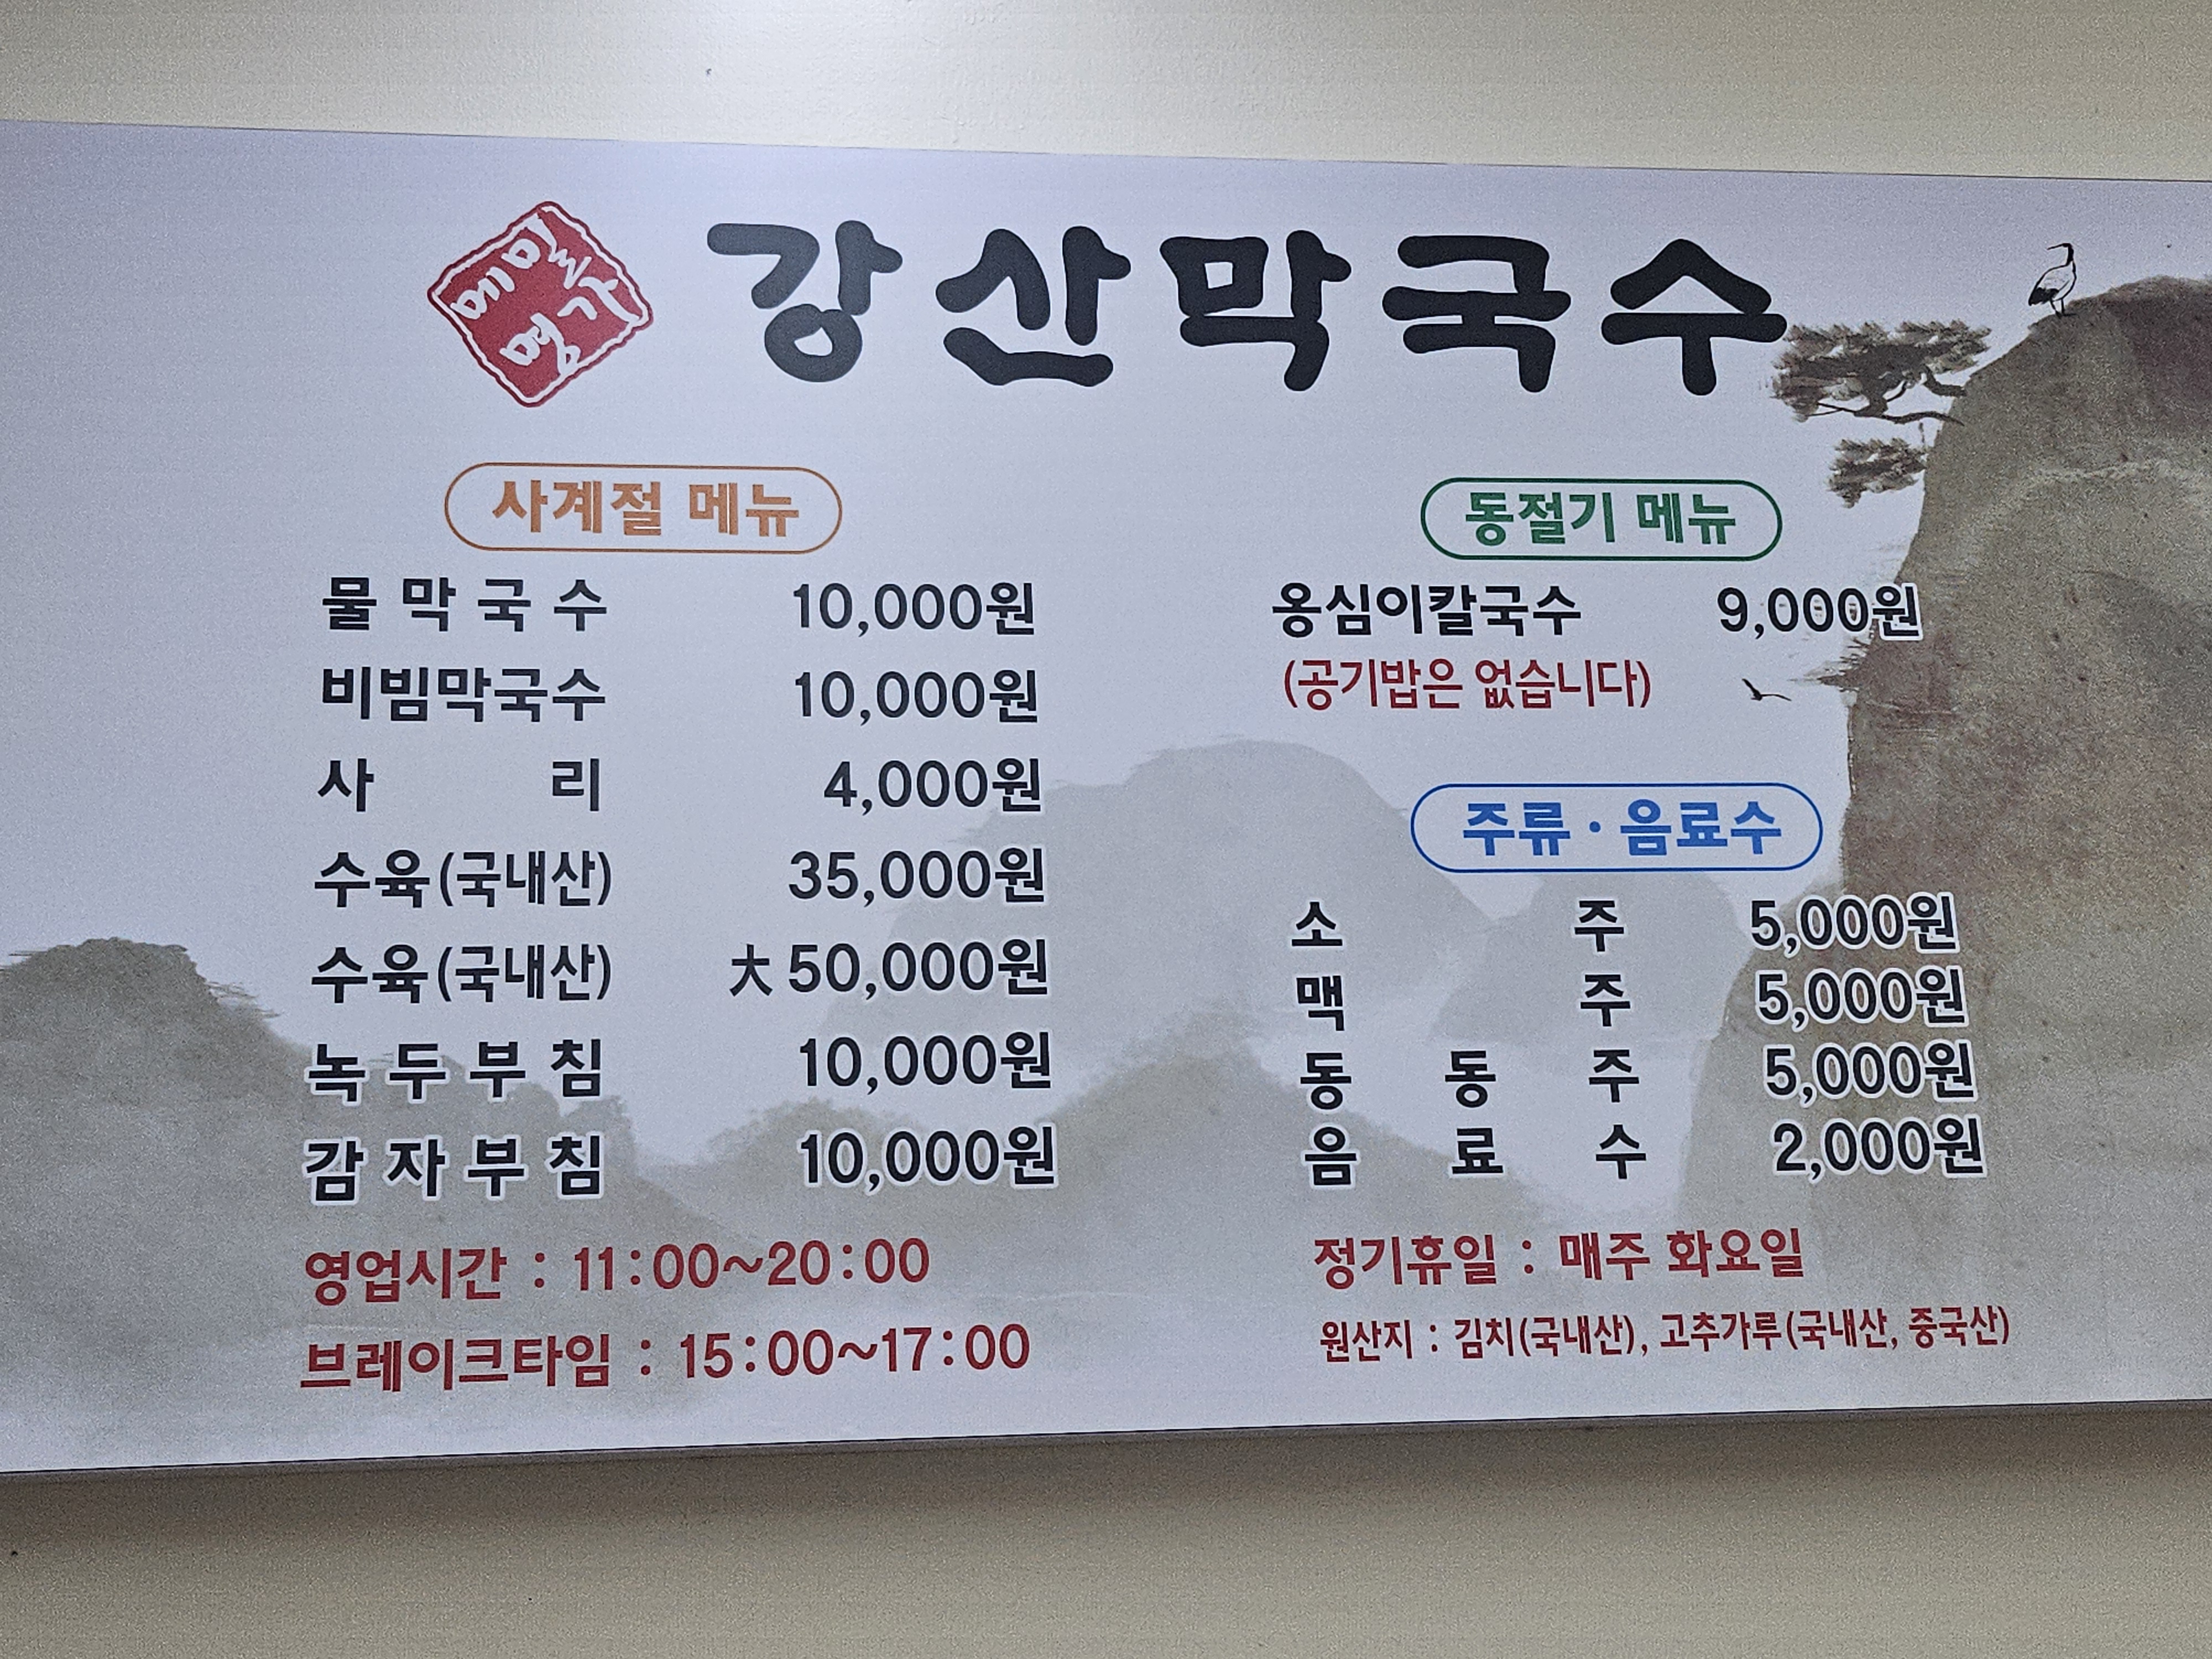 메밀
명가
강산막국수
사계절 메뉴
물막국수 10,000원
비빔막국수 10,000원
사리 4,000원
수육(국내산) 35,000원
수육(국내산) 大 50,000원
녹두부침 10,000원
감자부침 10,000원
영업시간 : 11:00~20:00
브레이크타임 : 15:00~17:00
동절기 메뉴
옹심이칼국수 9,000원
(공기밥은 없습니다)
주류·음료수
소주 5,000원
맥주 5,000원
동동주 5,000원
음료수 2,000원
정기휴일 : 매주 화요일
원산지 : 김치(국내산), 고추가루(국내산, 중국산)